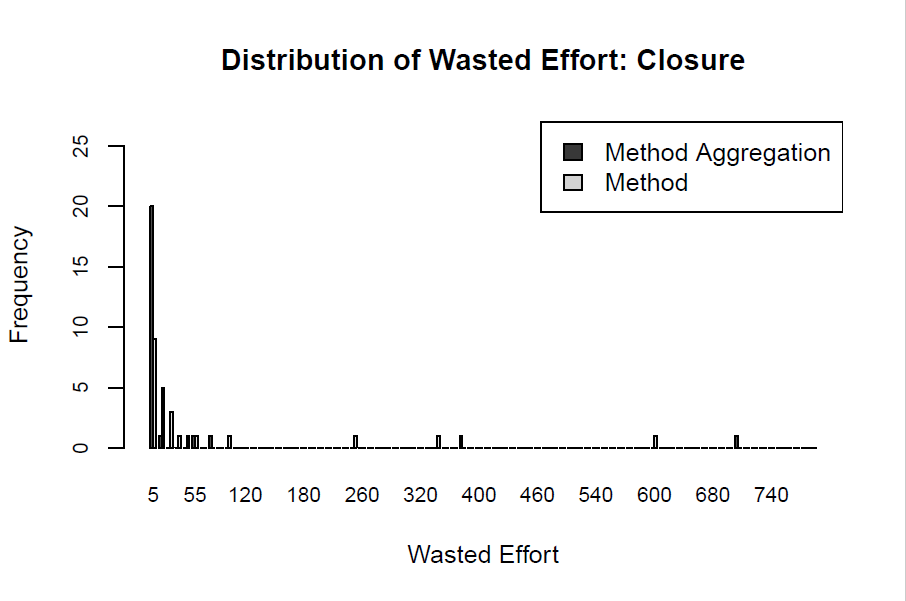 Distribution of Wasted Effort: Closure
Method Aggregation
Method
Frequency
25
20
15
10
5
0
5 55 120 180 260 320 400 460 540 600 680 740
Wasted Effort